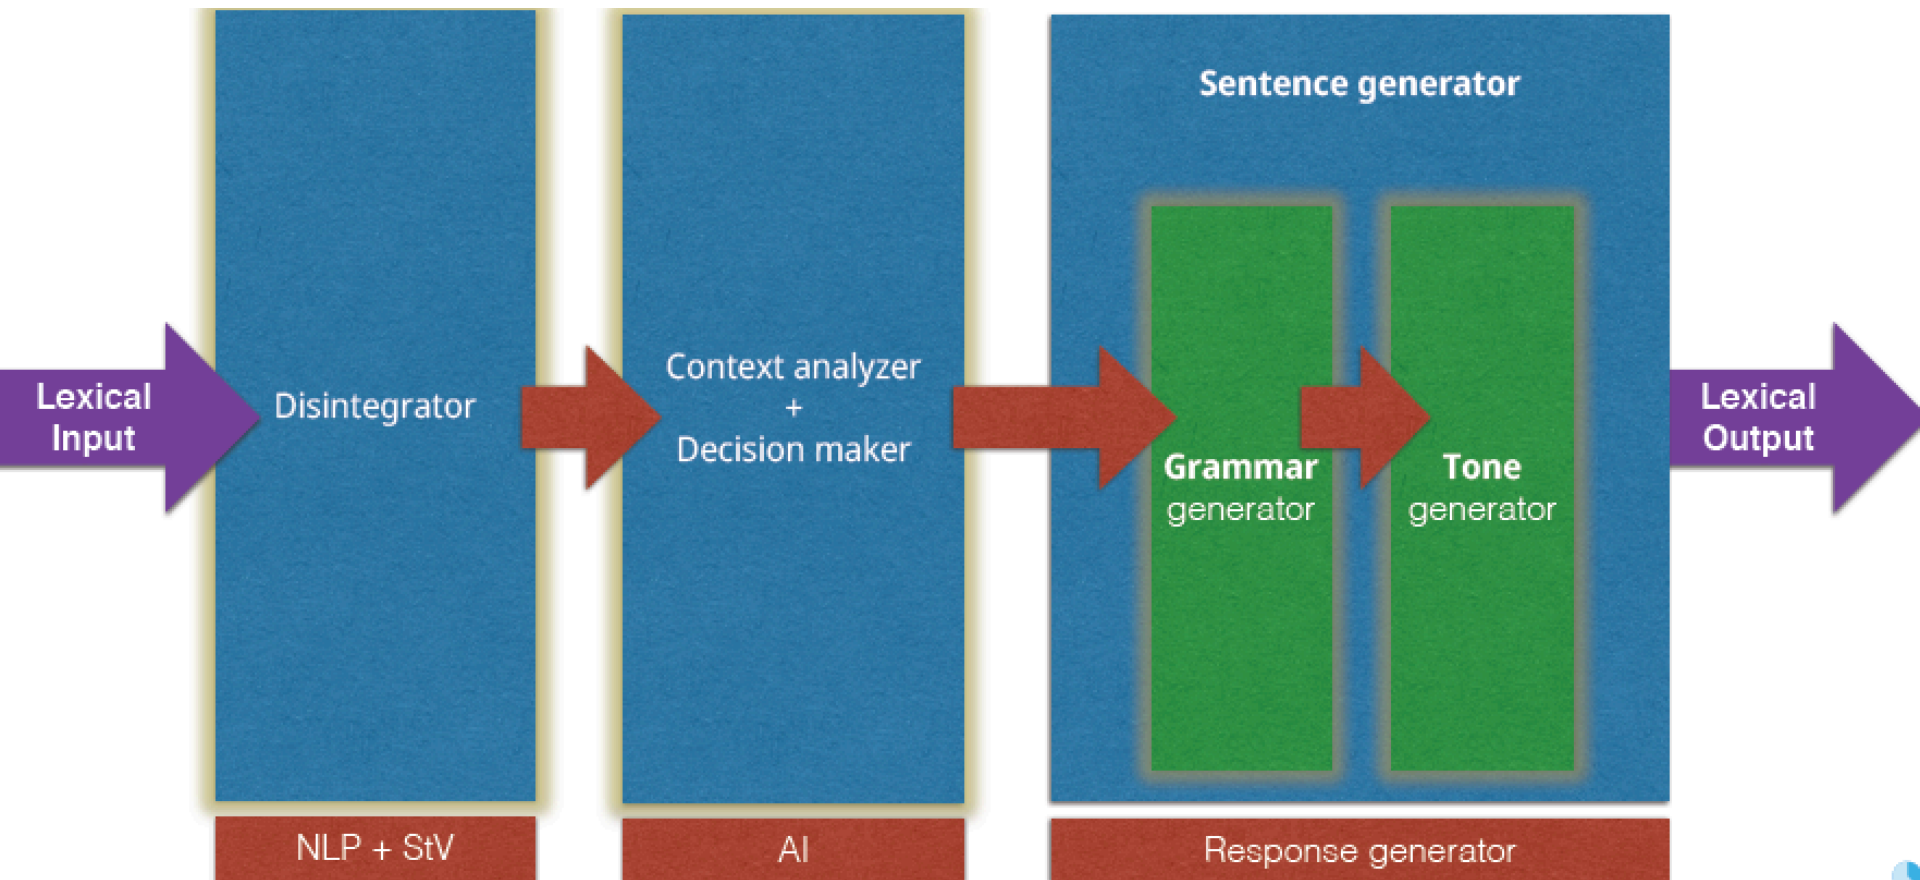 Sentence generator
Lexical
Input
Disintegrator
Context analyzer
+
Decision maker
Grammar
generator
Tone
generator
Lexical
Output
NLP + StV
AI
Response generator